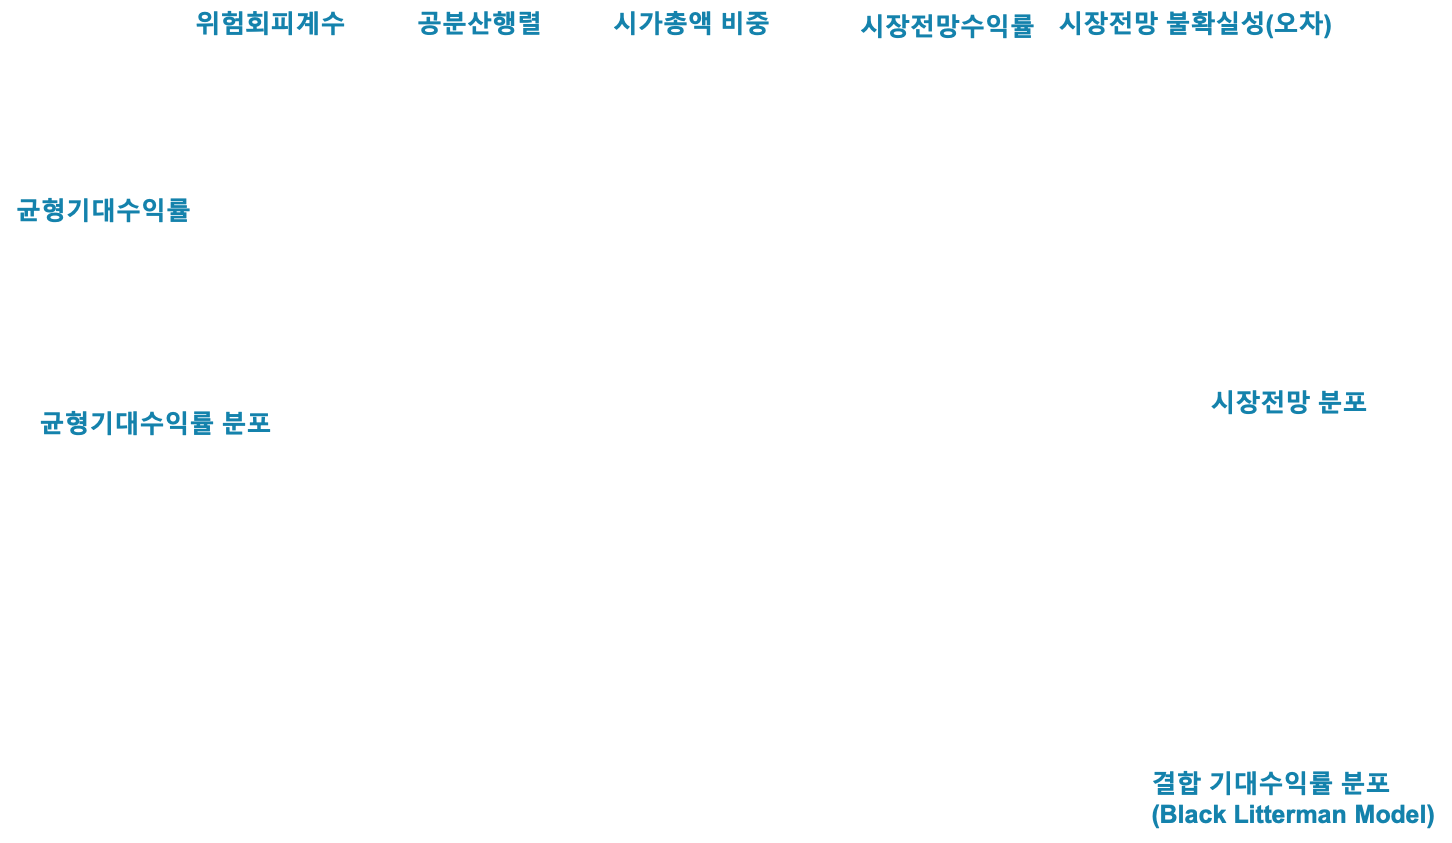 위험회피계수
공분산행렬
시가총액 비중
시장전망수익률
시장전망 불확실성(오차)
균형기대수익률
시장전망 분포
균형기대수익률 분포
결합 기대수익률 분포
(Black Litterman Model)